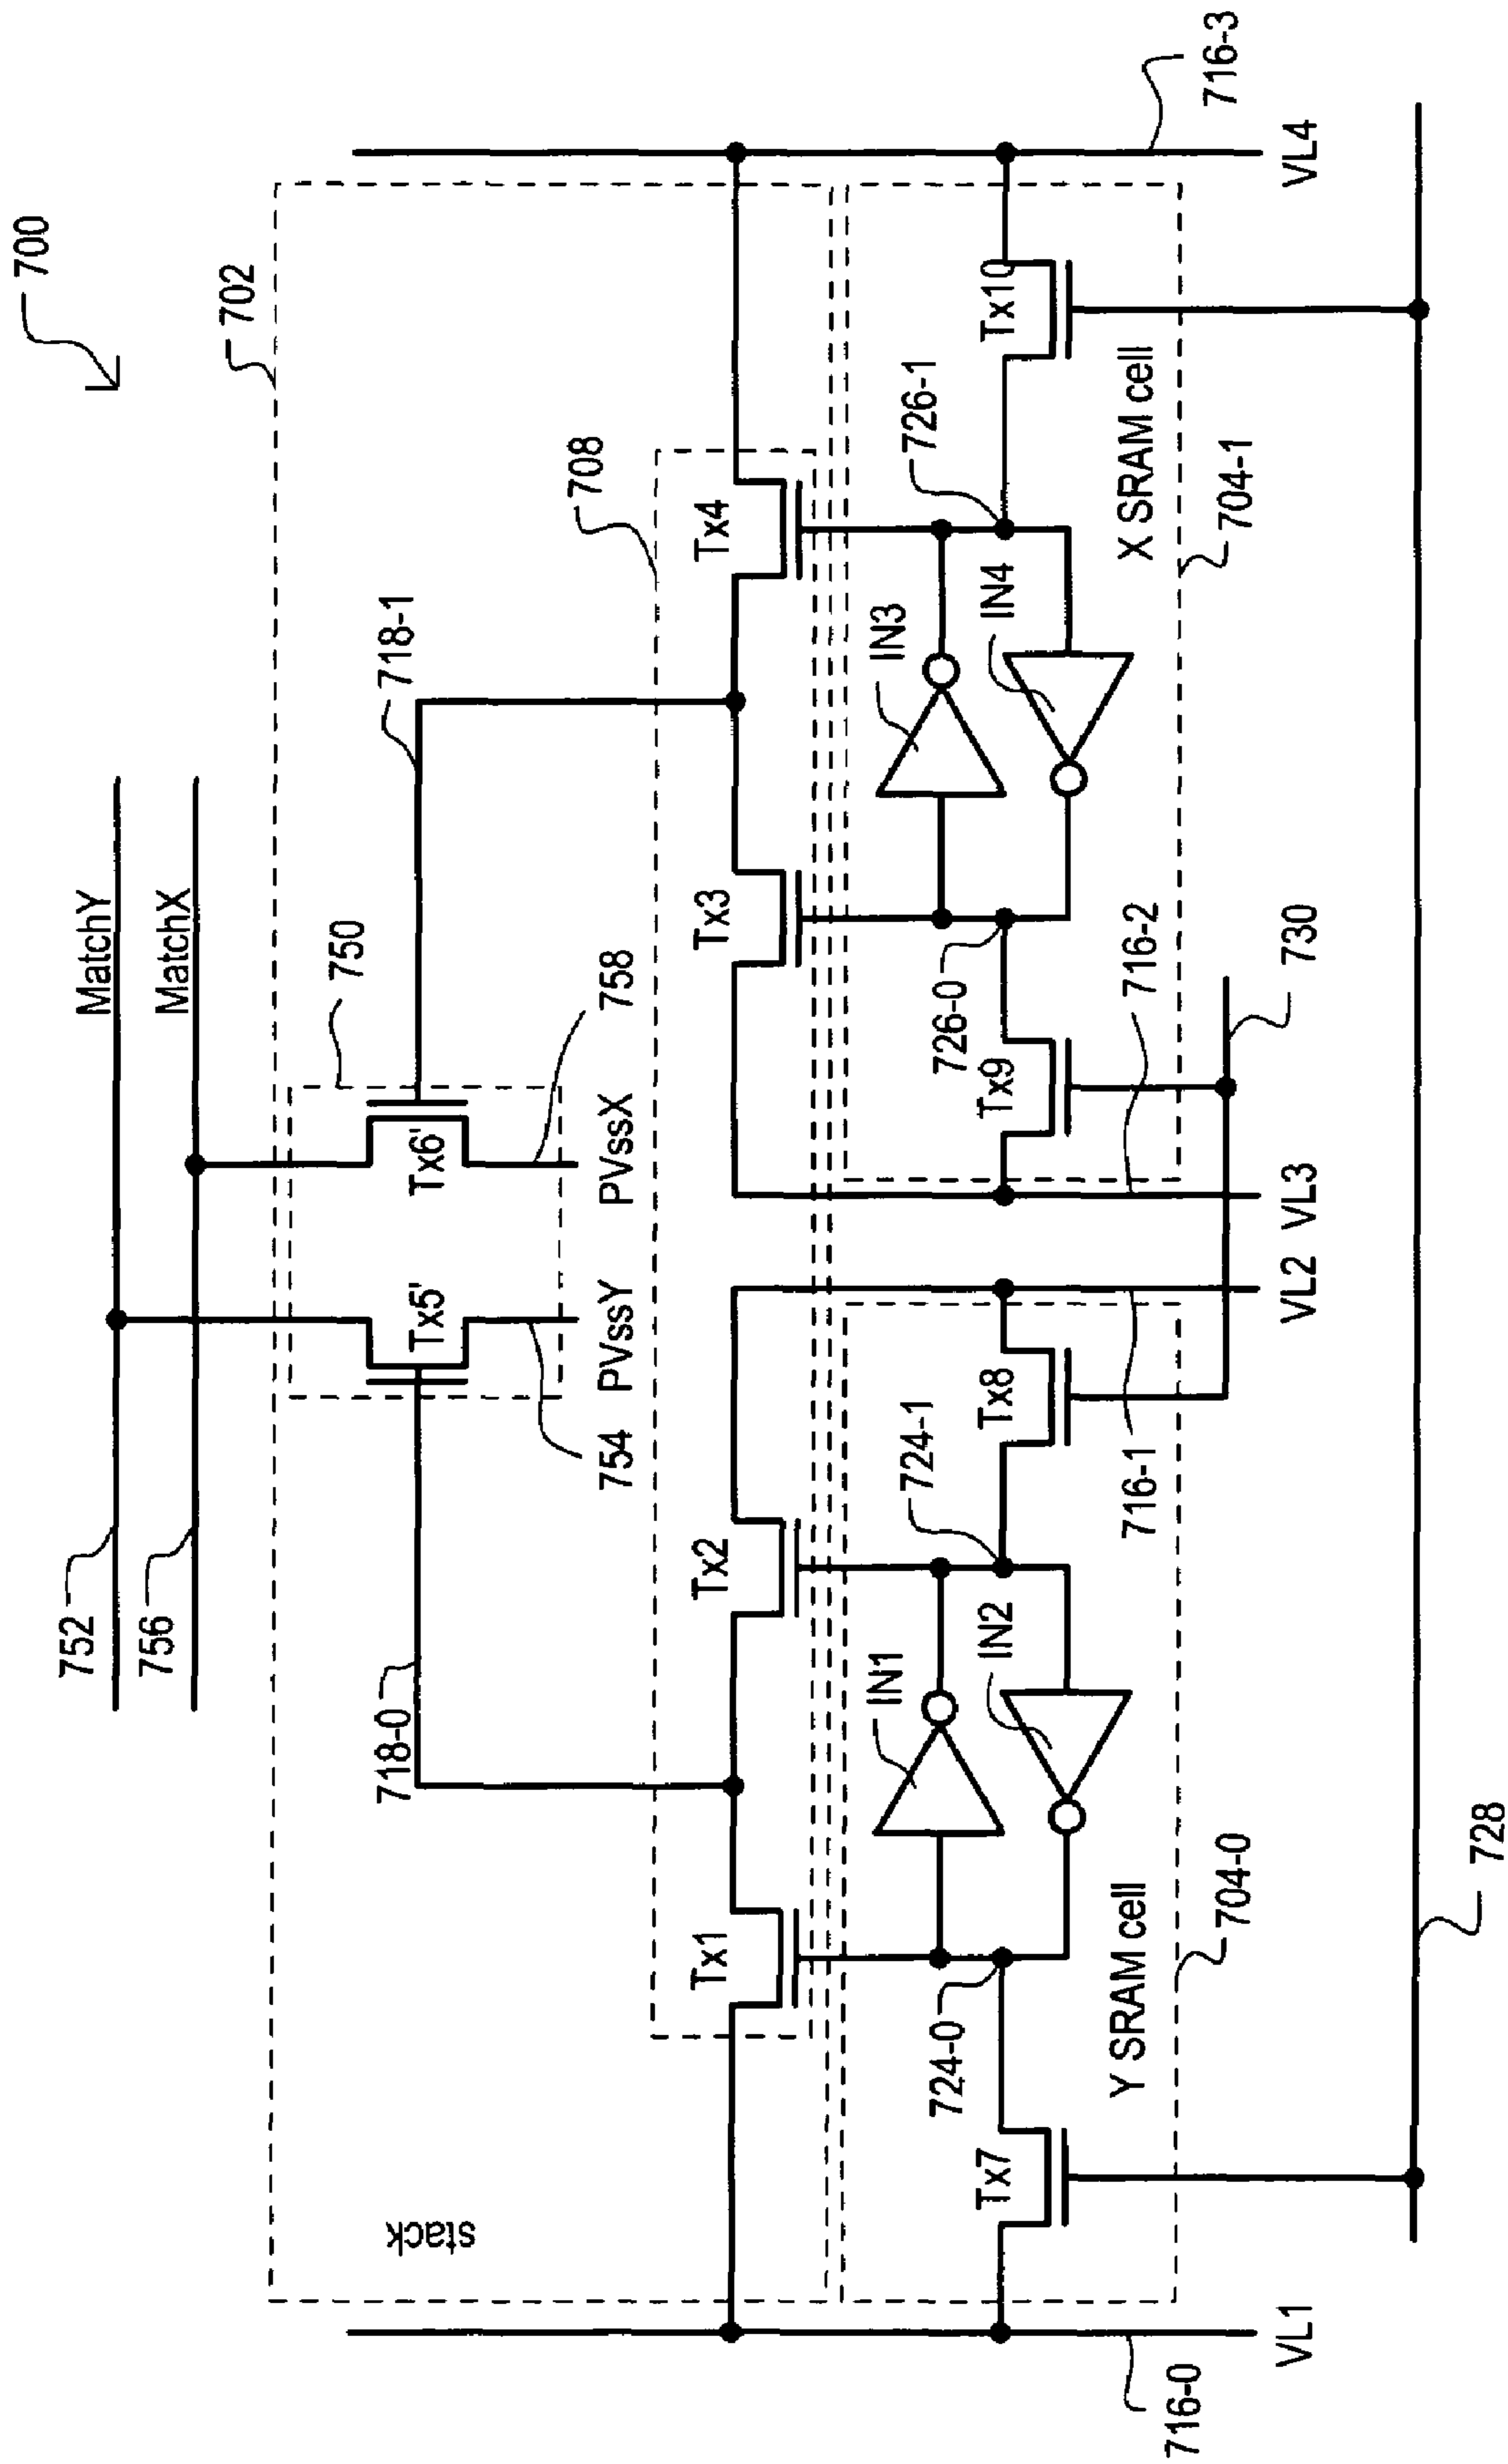 700
702
752
756
MatchY
MatchX
718-0
718-1
750
Tx5'
Tx6'
754
PVssY
PVssX
758
708
stack
Tx1
Tx2
Tx3
Tx4
IN1
IN2
IN3
IN4
724-0
724-1
726-0
726-1
Tx7
Tx8
Tx9
Tx10
Y SRAM cell
X SRAM cell
704-0
704-1
716-0
716-1
716-2
716-3
VL1
VL2
VL3
VL4
730
728